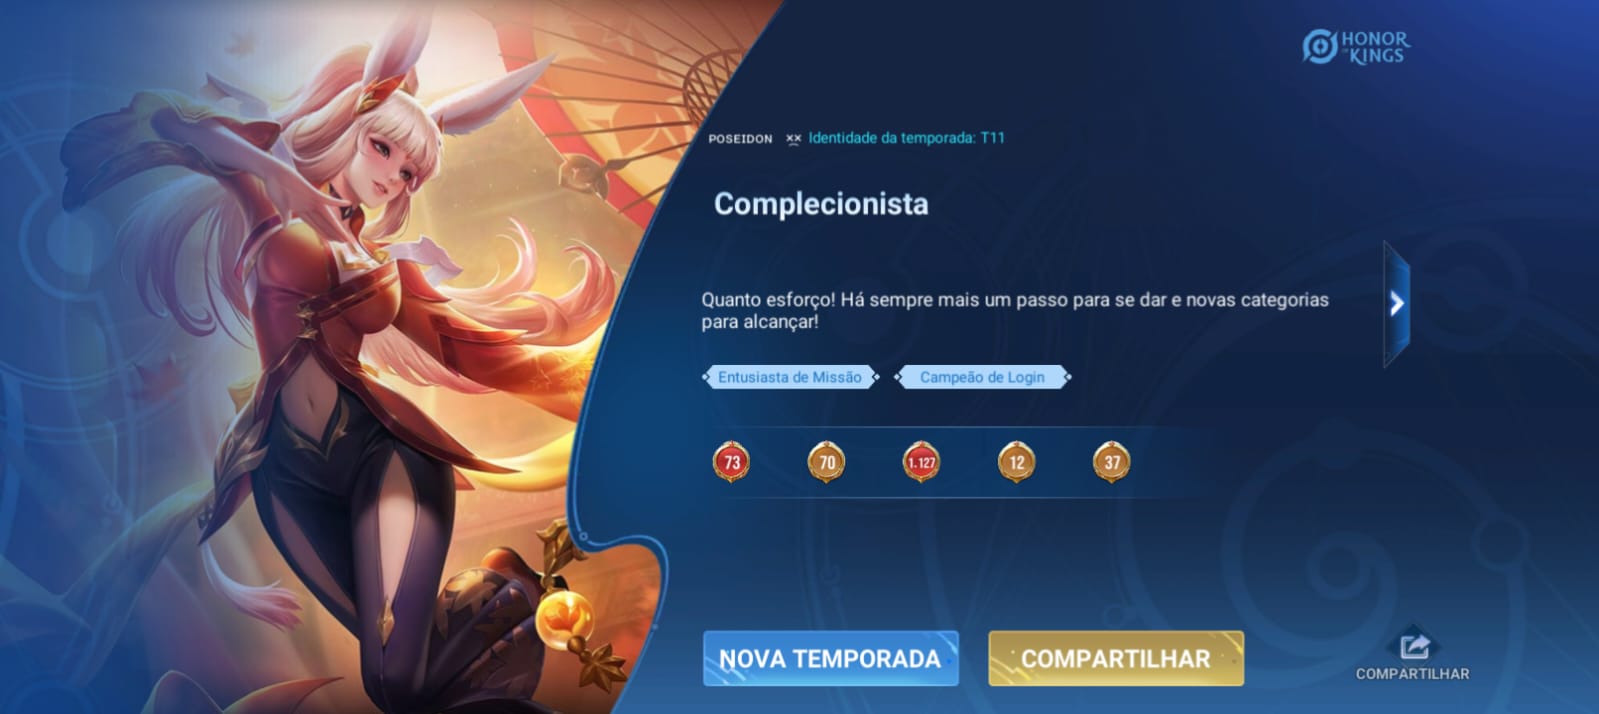 HONOR
OF KINGS
POSEIDON ×× Identidade da temporada: T11
Complecionista
Quanto esforço! Há sempre mais um passo para se dar e novas categorias
para alcançar!
Entusiasta de Missão Campeão de Login
73 70 1.127 12 37
NOVA TEMPORADA COMPARTILHAR
COMPARTILHAR